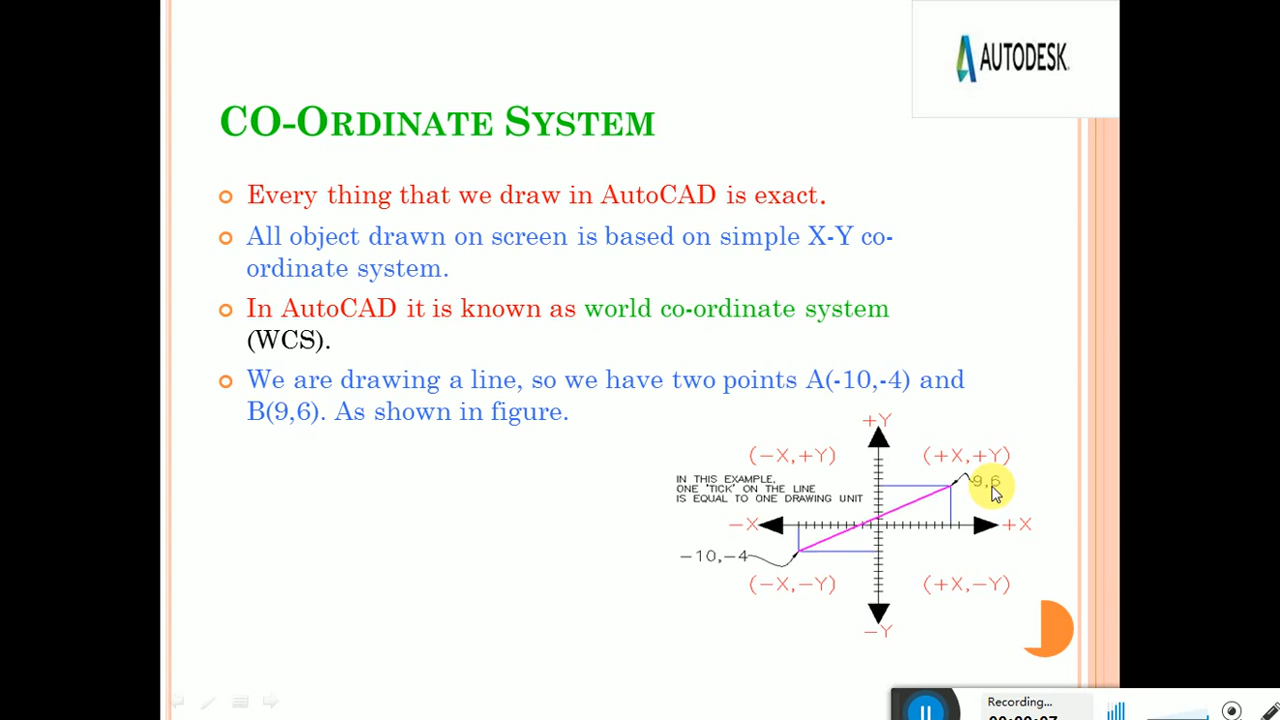 AUTODESK.
CO-ORDINATE SYSTEM
Every thing that we draw in AutoCAD is exact.
All object drawn on screen is based on simple X-Y co-
ordinate system.
In AutoCAD it is known as world co-ordinate system
(WCS).
We are drawing a line, so we have two points A(-10,-4) and
B(9,6). As shown in figure.
+Y
(-X,+Y)
(+X,+Y)
IN THIS EXAMPLE,
ONE 'TICK' ON THE LINE
IS EQUAL TO ONE DRAWING UNIT
9,6
-X
+X
-10,-4
(-X,-Y)
(+X,-Y)
-Y
Recording...